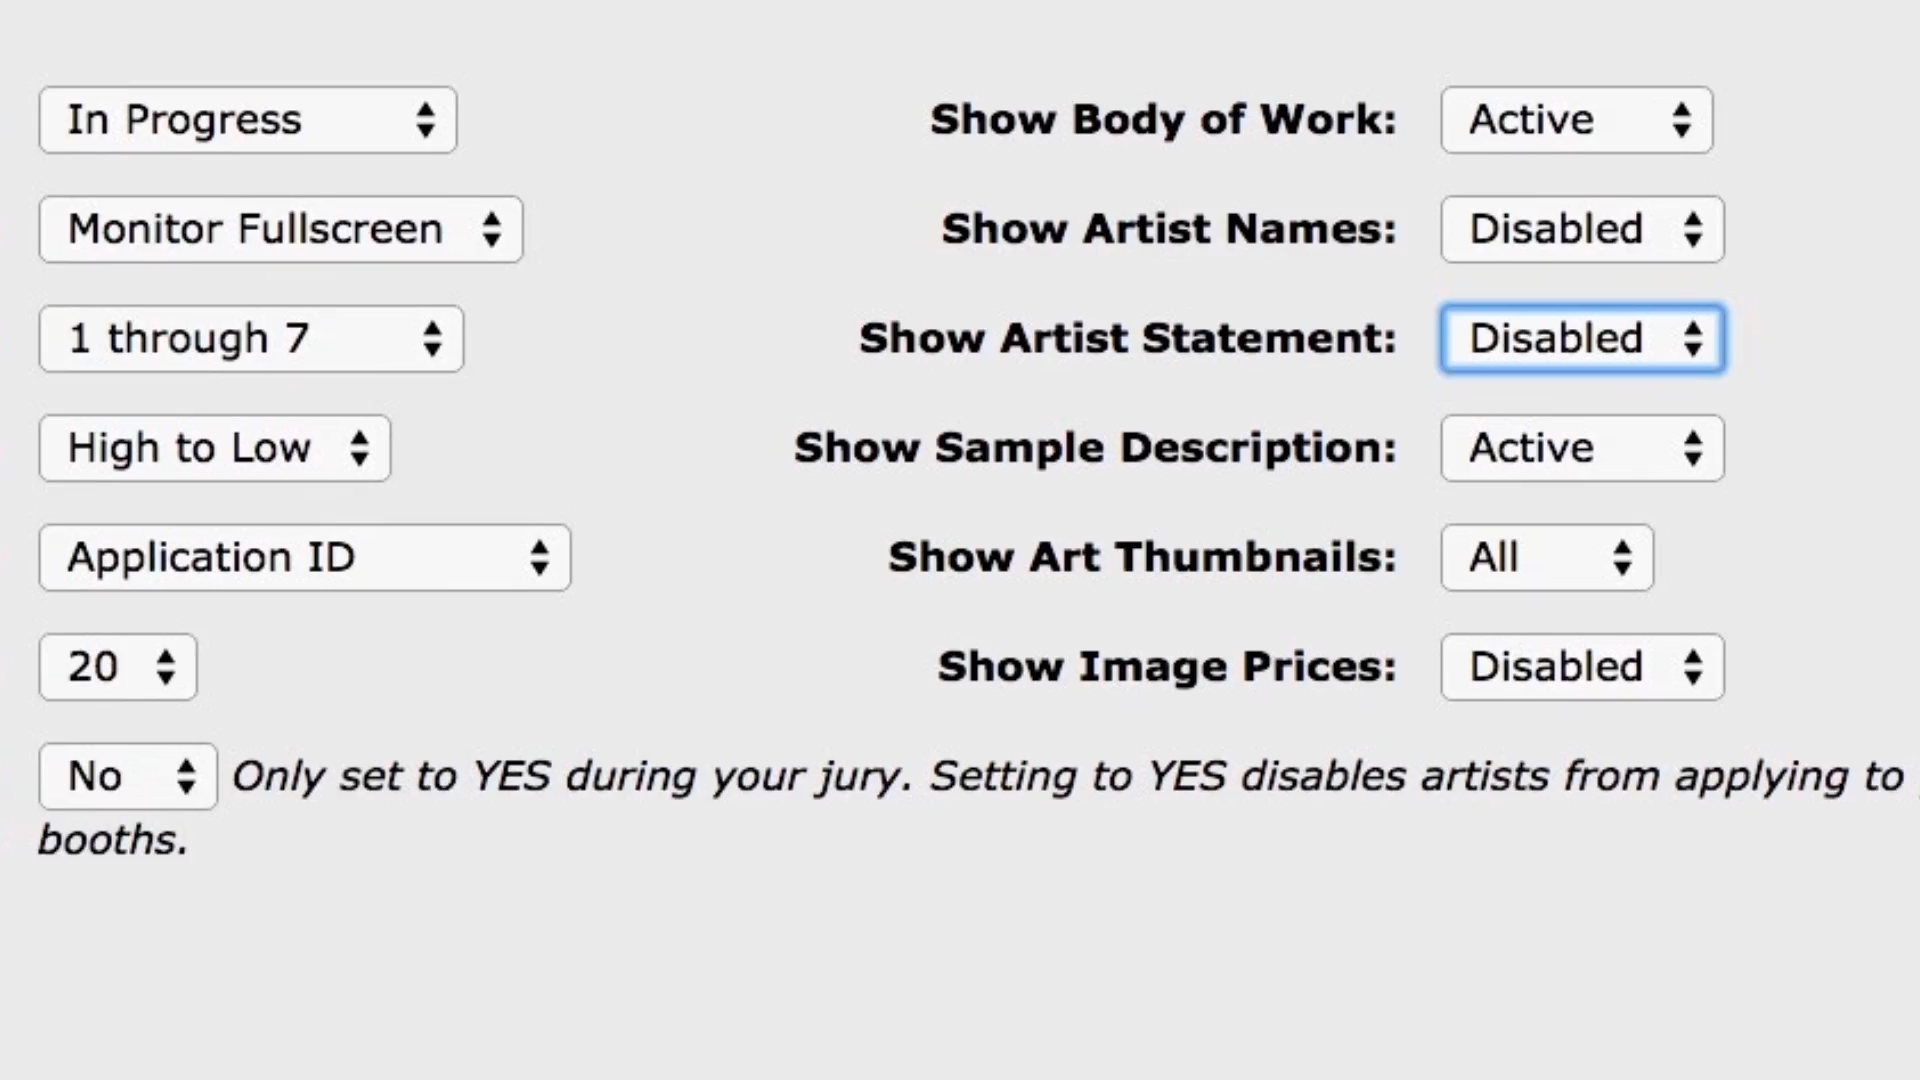 In Progress Show Body of Work: Active
Monitor Fullscreen Show Artist Names: Disabled
1 through 7 Show Artist Statement: Disabled
High to Low Show Sample Description: Active
Application ID Show Art Thumbnails: All
20 Show Image Prices: Disabled
No Only set to YES during your jury. Setting to YES disables artists from applying to
booths.